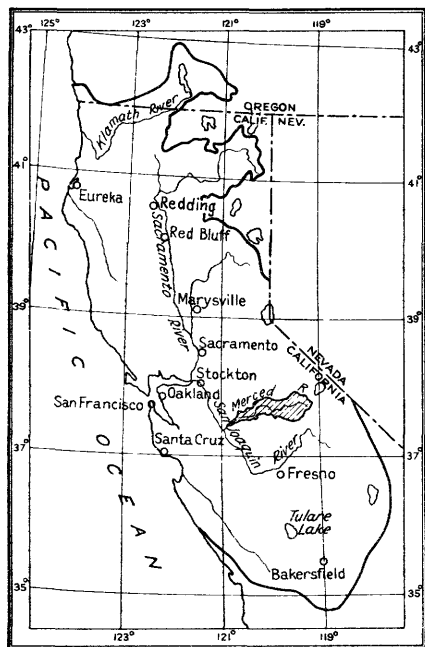 125° 123° 121° 119°
43° 43°
Klamath River
OREGON
CALIF. NEV.
41° 41°
Eureka
Redding
Red Bluff
Sacramento River
Marysville
39° 39°
NEVADA
CALIFORNIA
Sacramento
Stockton
Oakland
San Francisco
Merced R.
Santa Cruz
San Joaquin River
37° 37°
Fresno
Tulare
Lake
Bakersfield
35° 35°
PACIFIC OCEAN
123° 121° 119°